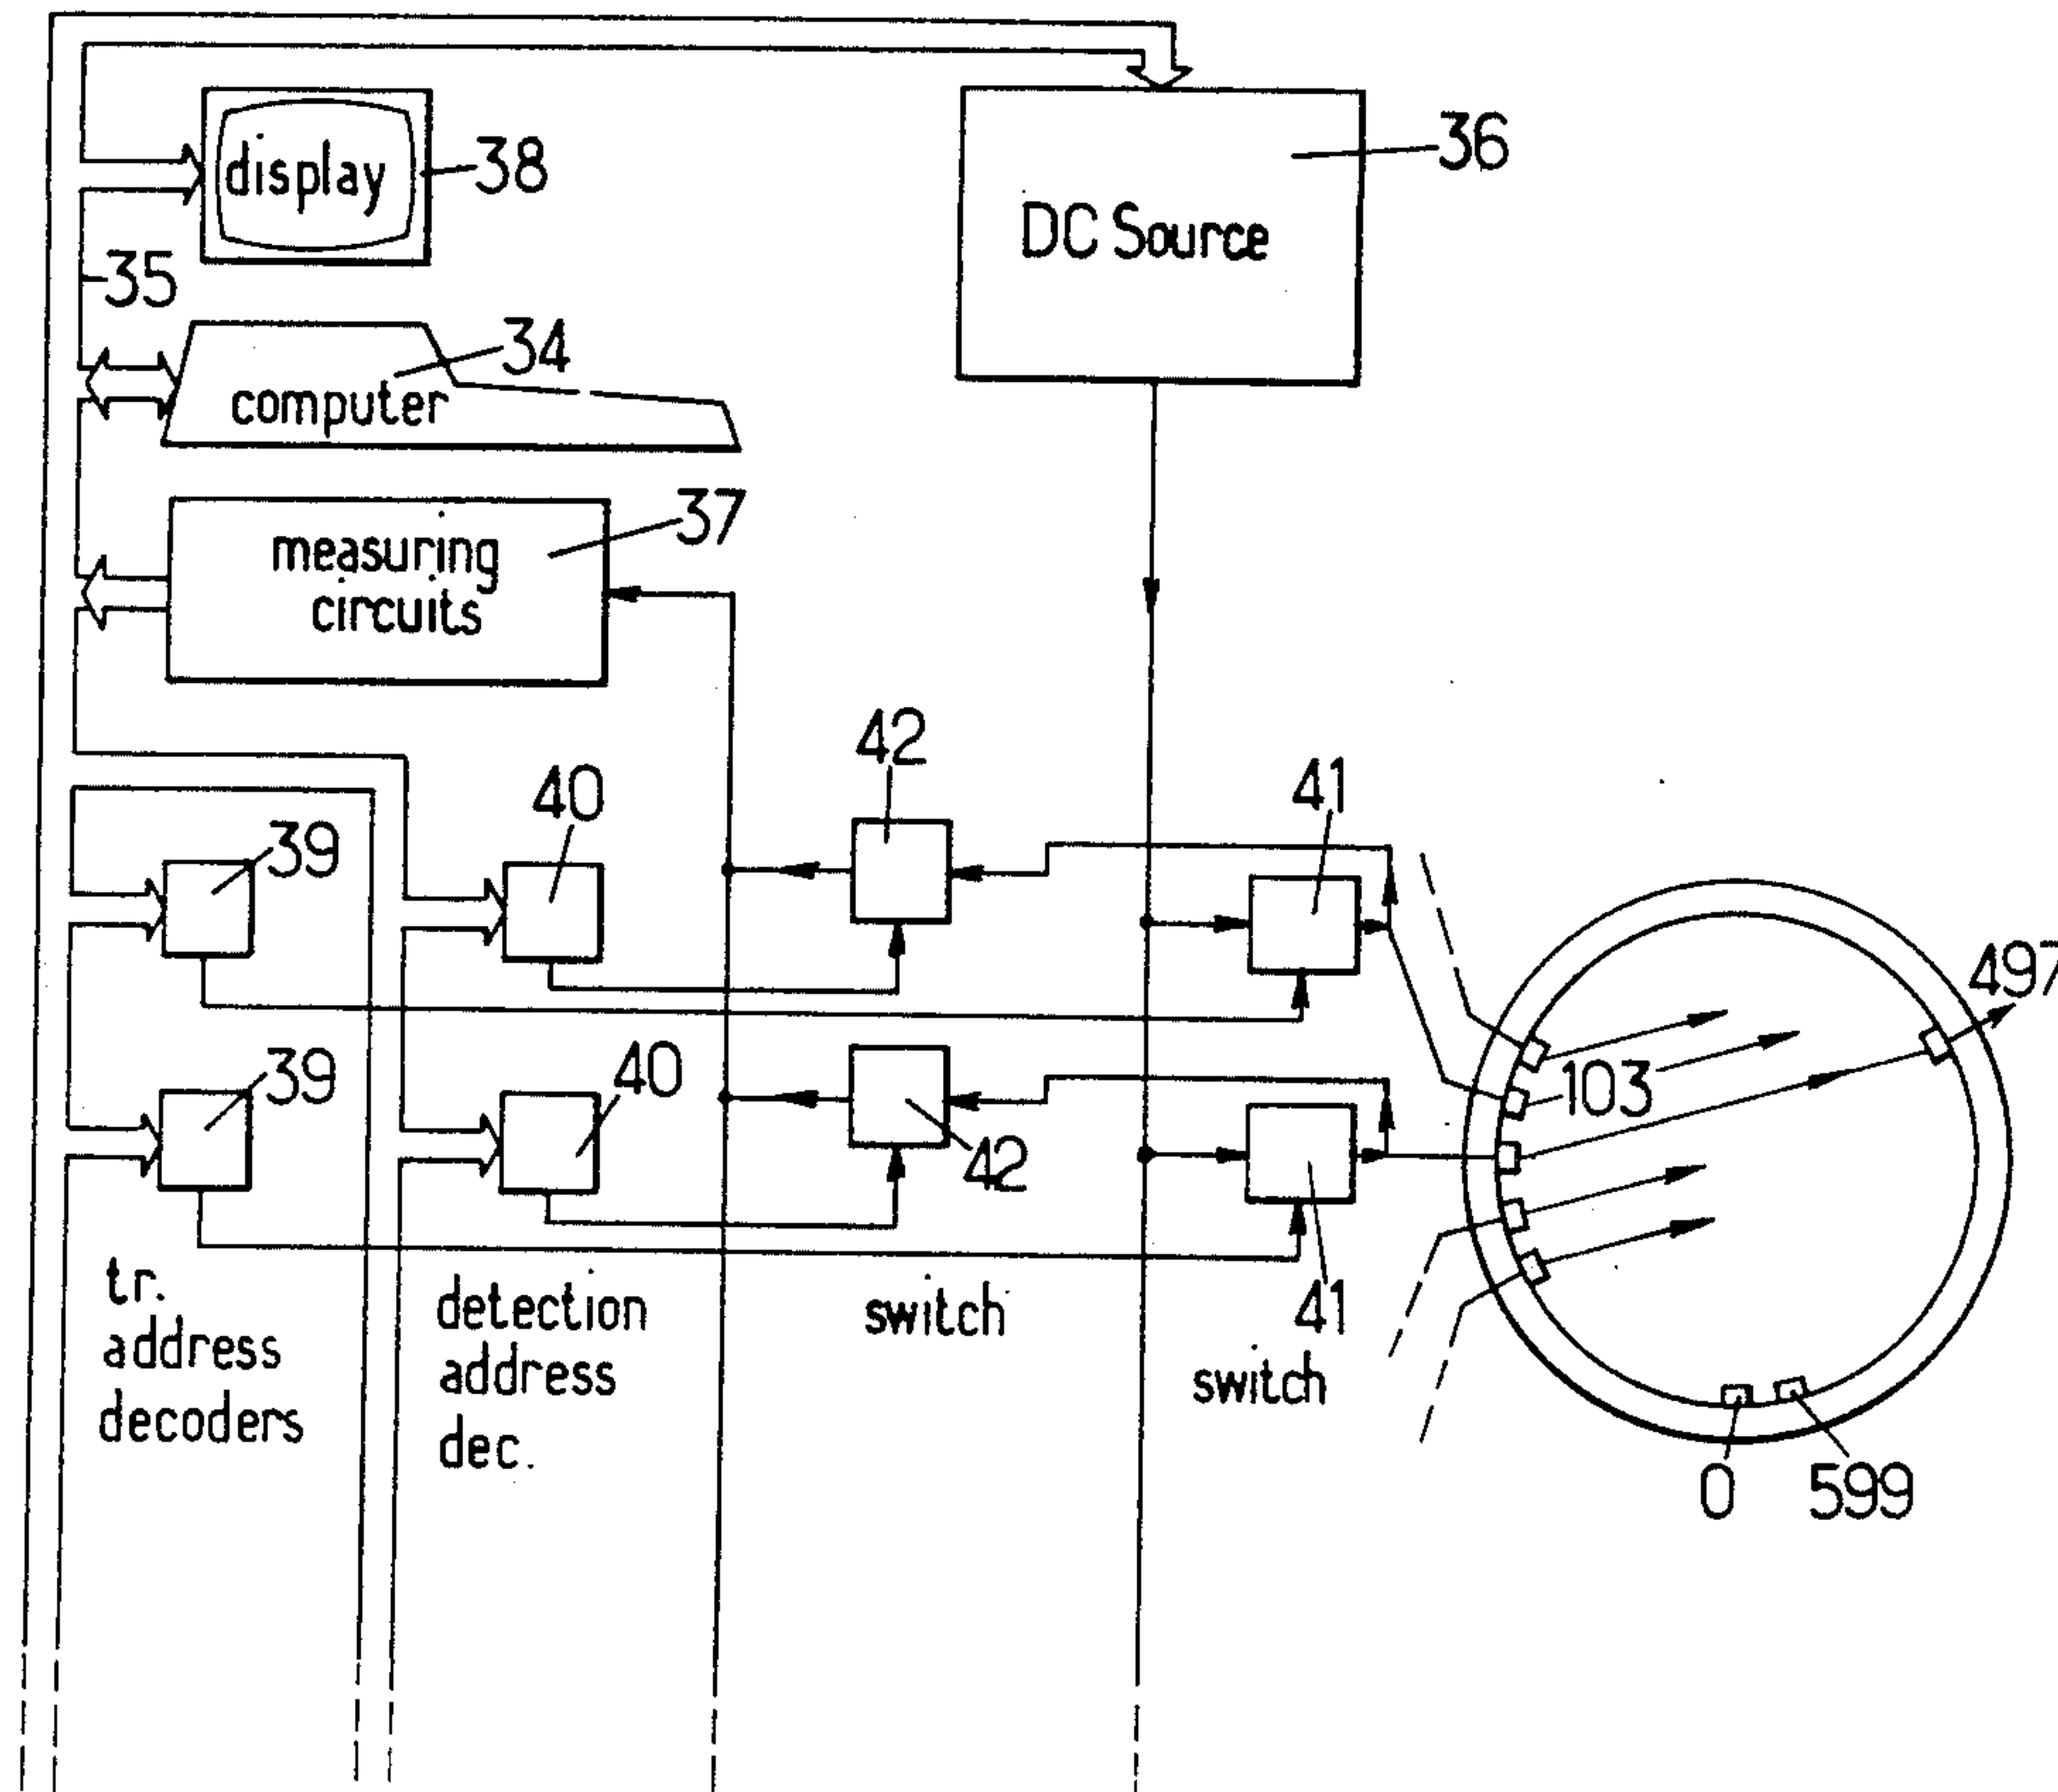 display
38
36
DC Source
35
34
computer
37
measuring
circuits
42
40
41
39
497
103
39
40
42
41
tr.
address
decoders
detection
address
dec.
switch
switch
0
599